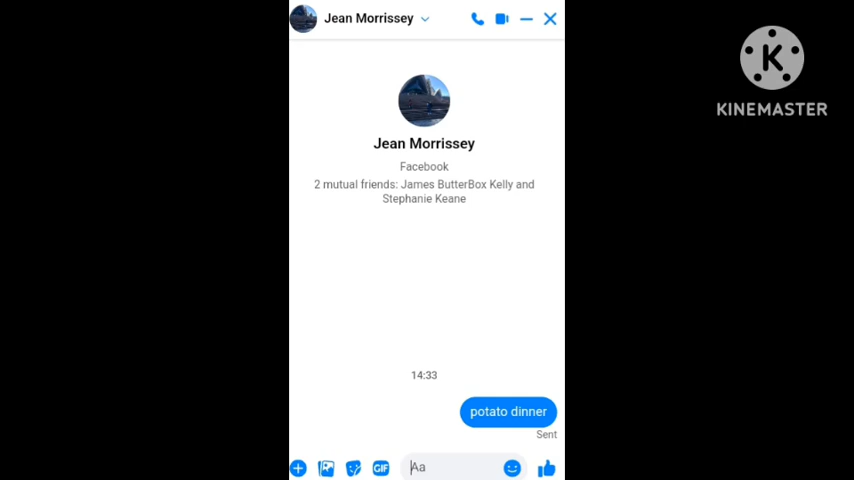 Jean Morrissey
KINEMASTER
Jean Morrissey
Facebook
2 mutual friends: James ButterBox Kelly and
Stephanie Keane
14:33
potato dinner
Sent
GIF
Aa